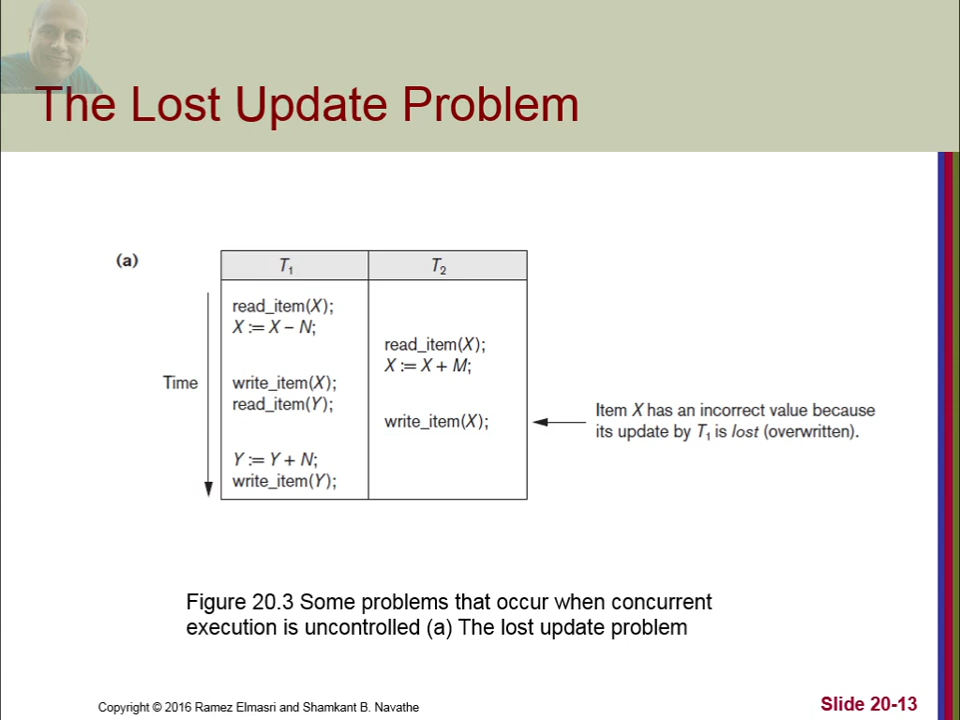 The Lost Update Problem
(a)
T1 T2
read_item(X);
X := X – N;
read_item(X);
X := X + M;
Time
write_item(X);
read_item(Y);
write_item(X);
Item X has an incorrect value because
its update by T1 is lost (overwritten).
Y := Y + N;
write_item(Y);
Figure 20.3 Some problems that occur when concurrent
execution is uncontrolled (a) The lost update problem
Copyright © 2016 Ramez Elmasri and Shamkant B. Navathe
Slide 20-13